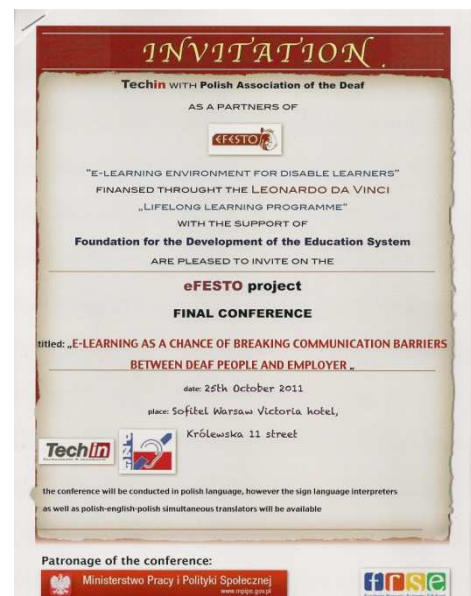 INVITATION
Techin WITH Polish Association of the Deaf
AS A PARTNERS OF
EFESTO
"E-LEARNING ENVIRONMENT FOR DISABLE LEARNERS"
FINANSED THROUGHT THE LEONARDO DA VINCI
„LIFELONG LEARNING PROGRAMME"
WITH THE SUPPORT OF
Foundation for the Development of the Education System
ARE PLEASED TO INVITE ON THE
eFESTO project
FINAL CONFERENCE
titled: „E-LEARNING AS A CHANCE OF BREAKING COMMUNICATION BARRIERS
BETWEEN DEAF PEOPLE AND EMPLOYER „
date: 25th October 2011
place: Sofitel Warsaw Victoria hotel,
Królewska 11 street
Techin
PZG
the conference will be conducted in polish language, however the sign language interpreters
as well as polish-english-polish simultaneous translators will be available
Patronage of the conference:
Ministerstwo Pracy i Polityki Społecznej
www.mpips.gov.pl
frse